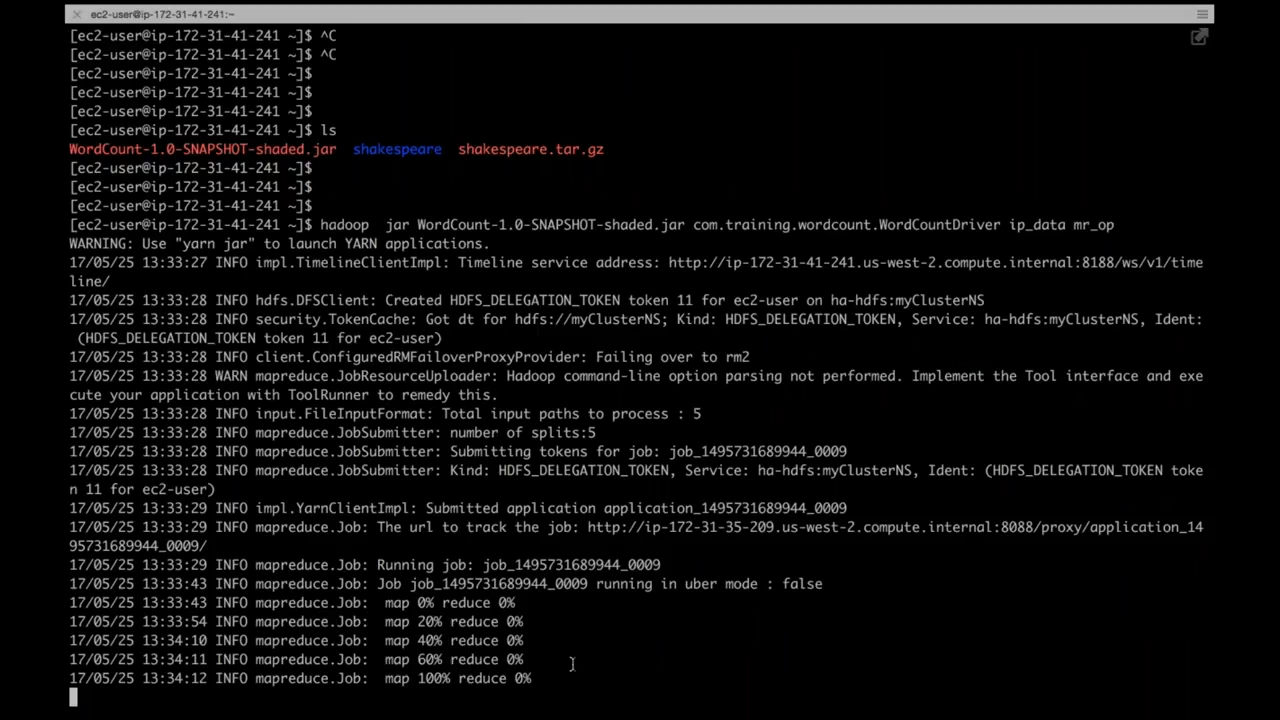 ec2-user@ip-172-31-41-241:~
[ec2-user@ip-172-31-41-241 ~]$ ^C
[ec2-user@ip-172-31-41-241 ~]$ ^C
[ec2-user@ip-172-31-41-241 ~]$
[ec2-user@ip-172-31-41-241 ~]$
[ec2-user@ip-172-31-41-241 ~]$
[ec2-user@ip-172-31-41-241 ~]$ ls
WordCount-1.0-SNAPSHOT-shaded.jar  shakespeare  shakespeare.tar.gz
[ec2-user@ip-172-31-41-241 ~]$
[ec2-user@ip-172-31-41-241 ~]$
[ec2-user@ip-172-31-41-241 ~]$
[ec2-user@ip-172-31-41-241 ~]$ hadoop  jar WordCount-1.0-SNAPSHOT-shaded.jar com.training.wordcount.WordCountDriver ip_data mr_op
WARNING: Use "yarn jar" to launch YARN applications.
17/05/25 13:33:27 INFO impl.TimelineClientImpl: Timeline service address: http://ip-172-31-41-241.us-west-2.compute.internal:8188/ws/v1/time
line/
17/05/25 13:33:28 INFO hdfs.DFSClient: Created HDFS_DELEGATION_TOKEN token 11 for ec2-user on ha-hdfs:myClusterNS
17/05/25 13:33:28 INFO security.TokenCache: Got dt for hdfs://myClusterNS; Kind: HDFS_DELEGATION_TOKEN, Service: ha-hdfs:myClusterNS, Ident:
 (HDFS_DELEGATION_TOKEN token 11 for ec2-user)
17/05/25 13:33:28 INFO client.ConfiguredRMFailoverProxyProvider: Failing over to rm2
17/05/25 13:33:28 WARN mapreduce.JobResourceUploader: Hadoop command-line option parsing not performed. Implement the Tool interface and exe
cute your application with ToolRunner to remedy this.
17/05/25 13:33:28 INFO input.FileInputFormat: Total input paths to process : 5
17/05/25 13:33:28 INFO mapreduce.JobSubmitter: number of splits:5
17/05/25 13:33:28 INFO mapreduce.JobSubmitter: Submitting tokens for job: job_1495731689944_0009
17/05/25 13:33:28 INFO mapreduce.JobSubmitter: Kind: HDFS_DELEGATION_TOKEN, Service: ha-hdfs:myClusterNS, Ident: (HDFS_DELEGATION_TOKEN toke
n 11 for ec2-user)
17/05/25 13:33:29 INFO impl.YarnClientImpl: Submitted application application_1495731689944_0009
17/05/25 13:33:29 INFO mapreduce.Job: The url to track the job: http://ip-172-31-35-209.us-west-2.compute.internal:8088/proxy/application_14
95731689944_0009/
17/05/25 13:33:29 INFO mapreduce.Job: Running job: job_1495731689944_0009
17/05/25 13:33:43 INFO mapreduce.Job: Job job_1495731689944_0009 running in uber mode : false
17/05/25 13:33:43 INFO mapreduce.Job:  map 0% reduce 0%
17/05/25 13:33:54 INFO mapreduce.Job:  map 20% reduce 0%
17/05/25 13:34:10 INFO mapreduce.Job:  map 40% reduce 0%
17/05/25 13:34:11 INFO mapreduce.Job:  map 60% reduce 0%
17/05/25 13:34:12 INFO mapreduce.Job:  map 100% reduce 0%